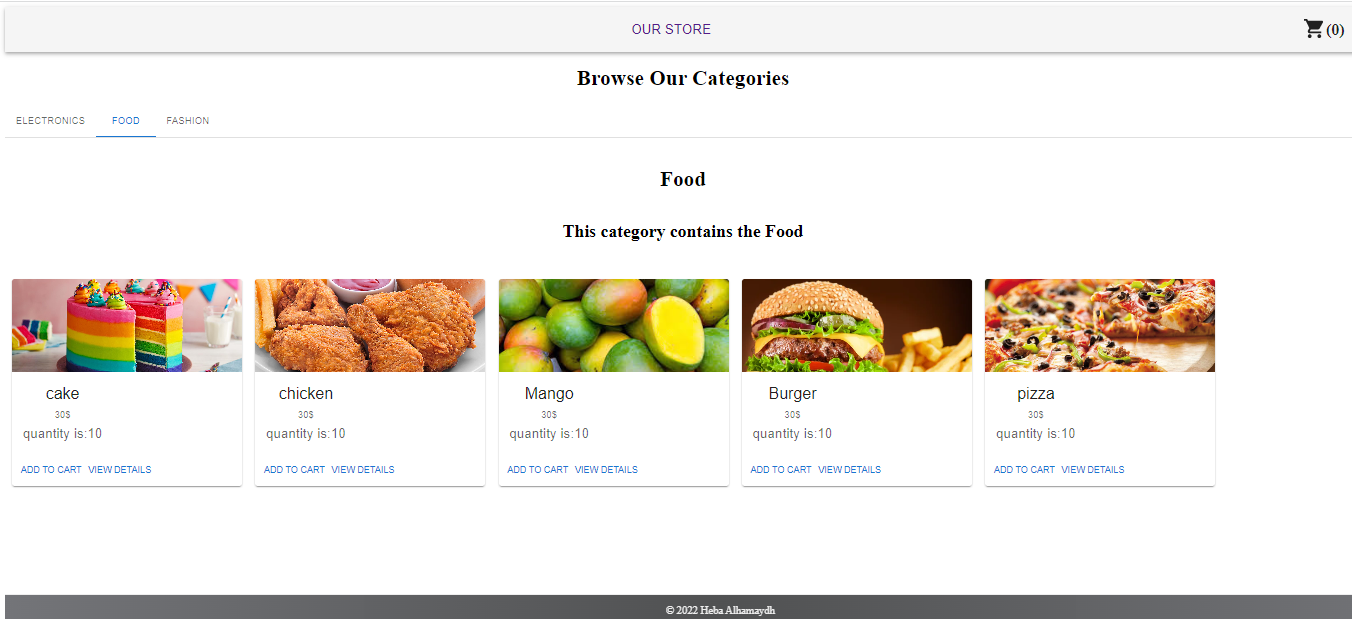 OUR STORE
(0)
Browse Our Categories
ELECTRONICS FOOD FASHION
Food
This category contains the Food
cake
30$
quantity is:10
ADD TO CART VIEW DETAILS
chicken
30$
quantity is:10
ADD TO CART VIEW DETAILS
Mango
30$
quantity is:10
ADD TO CART VIEW DETAILS
Burger
30$
quantity is:10
ADD TO CART VIEW DETAILS
pizza
30$
quantity is:10
ADD TO CART VIEW DETAILS
© 2022 Heba Alhamaydh